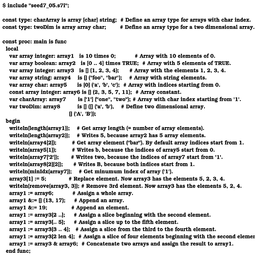 $ include "seed7_05.s7i";
const type: charArray is array [char] string;  # Define an array type for arrays with char index.
const type: twoDim is array array char;  # Define an array type for a two dimensional array.
const proc: main is func
local
var array integer: array1 is 10 times 0;  # Array with 10 elements of 0.
var array boolean: array2 is [0 .. 4] times TRUE;  # Array with 5 elements of TRUE.
var array integer: array3 is [] (1, 2, 3, 4);  # Array with the elements 1, 2, 3, 4.
var array string: array4 is [] ("foo", "bar");  # Array with string elements.
var array char: array5 is [0] ('a', 'b', 'c');  # Array with indices starting from 0.
const array integer: array6 is [] (2, 3, 5, 7, 11);  # Array constant.
var charArray: array7 is ['1'] ("one", "two");  # Array with char index starting from '1'.
var twoDim: array8 is [] ([] ('a', 'b'),  # Define two dimensional array.
[] ('A', 'B'));
begin
writeln(length(array1));  # Get array length (= number of array elements).
writeln(length(array2));  # Writes 5, because array2 has 5 array elements.
writeln(array4[2]);  # Get array element ("bar"). By default array indices start from 1.
writeln(array5[1]);  # Writes b, because the indices of array5 start from 0.
writeln(array7['2']);  # Writes two, because the indices of array7 start from '1'.
writeln(array8[2][2]);  # Writes B, because both indices start from 1.
writeln(minIdx(array7));  # Get minumum index of array ('1').
array3[1] := 5;  # Replace element. Now array3 has the elements 5, 2, 3, 4.
writeln(remove(array3, 3));  # Remove 3rd element. Now array3 has the elements 5, 2, 4.
array1 := array6;  # Assign a whole array.
array1 &:= [] (13, 17);  # Append an array.
array1 &:= 19;  # Append an element.
array1 := array3[2 ..];  # Assign a slice beginning with the second element.
array1 := array3[.. 5];  # Assign a slice up to the fifth element.
array1 := array3[3 .. 4];  # Assign a slice from the third to the fourth element.
array1 := array3[2 len 4];  # Assign a slice of four elements beginning with the second element.
array1 := array3 & array6;  # Concatenate two arrays and assign the result to array1.
end func;